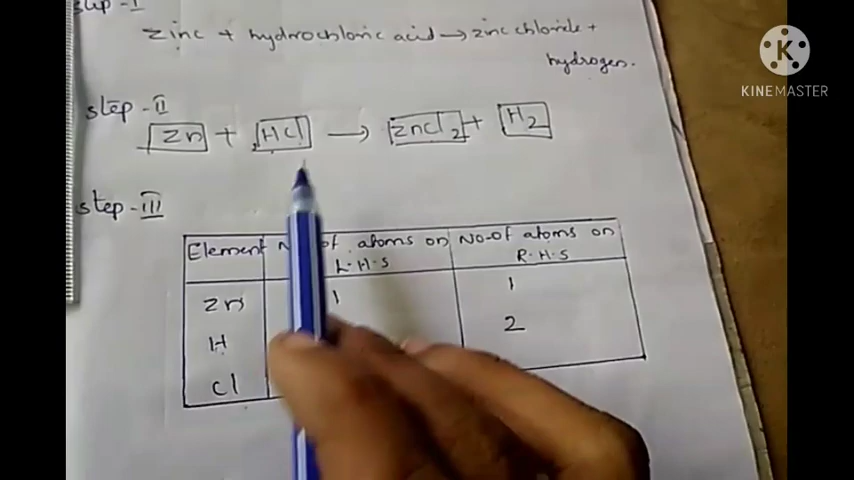 step - I
zinc + hydrochloric acid → zinc chloride +
hydrogen.
K
KINEMASTER
step - II
Zn + HCl → ZnCl2 + H2
step - III
Element of atoms on No-of atoms on
L.H.S R.H.S
Zn 1 1
H 2
Cl